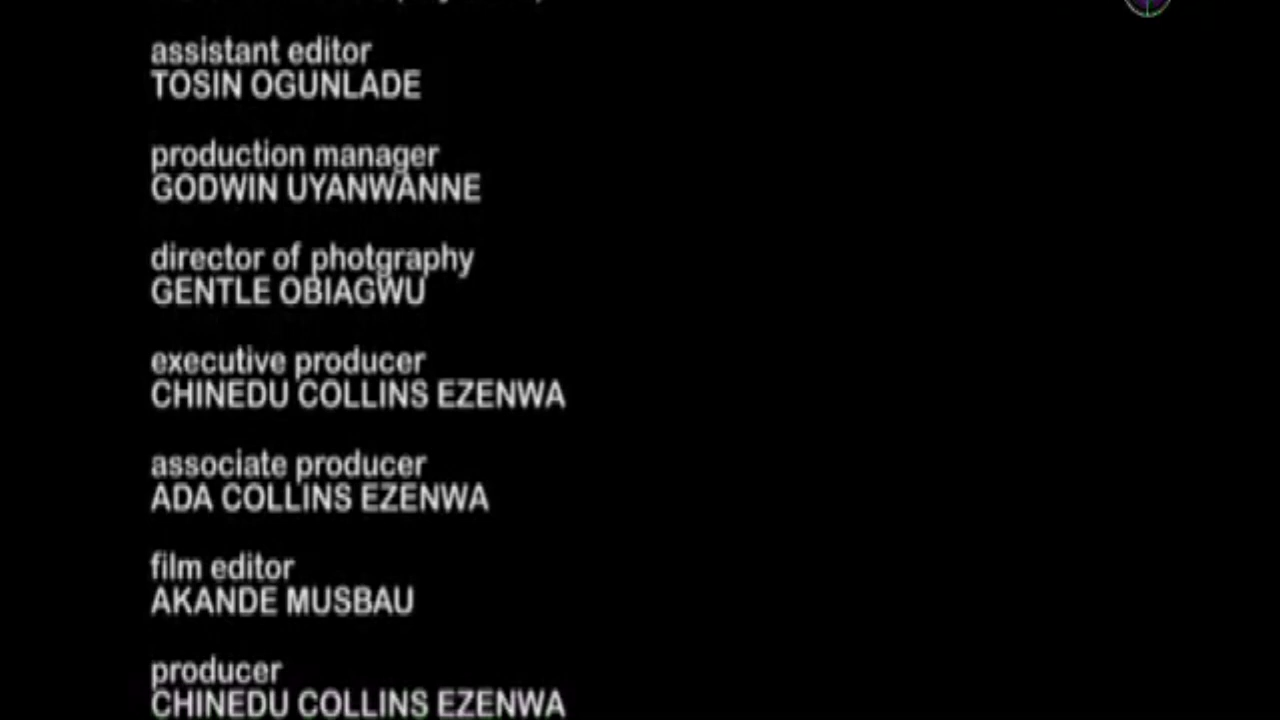 assistant editor
TOSIN OGUNLADE
production manager
GODWIN UYANWANNE
director of photgraphy
GENTLE OBIAGWU
executive producer
CHINEDU COLLINS EZENWA
associate producer
ADA COLLINS EZENWA
film editor
AKANDE MUSBAU
producer
CHINEDU COLLINS EZENWA